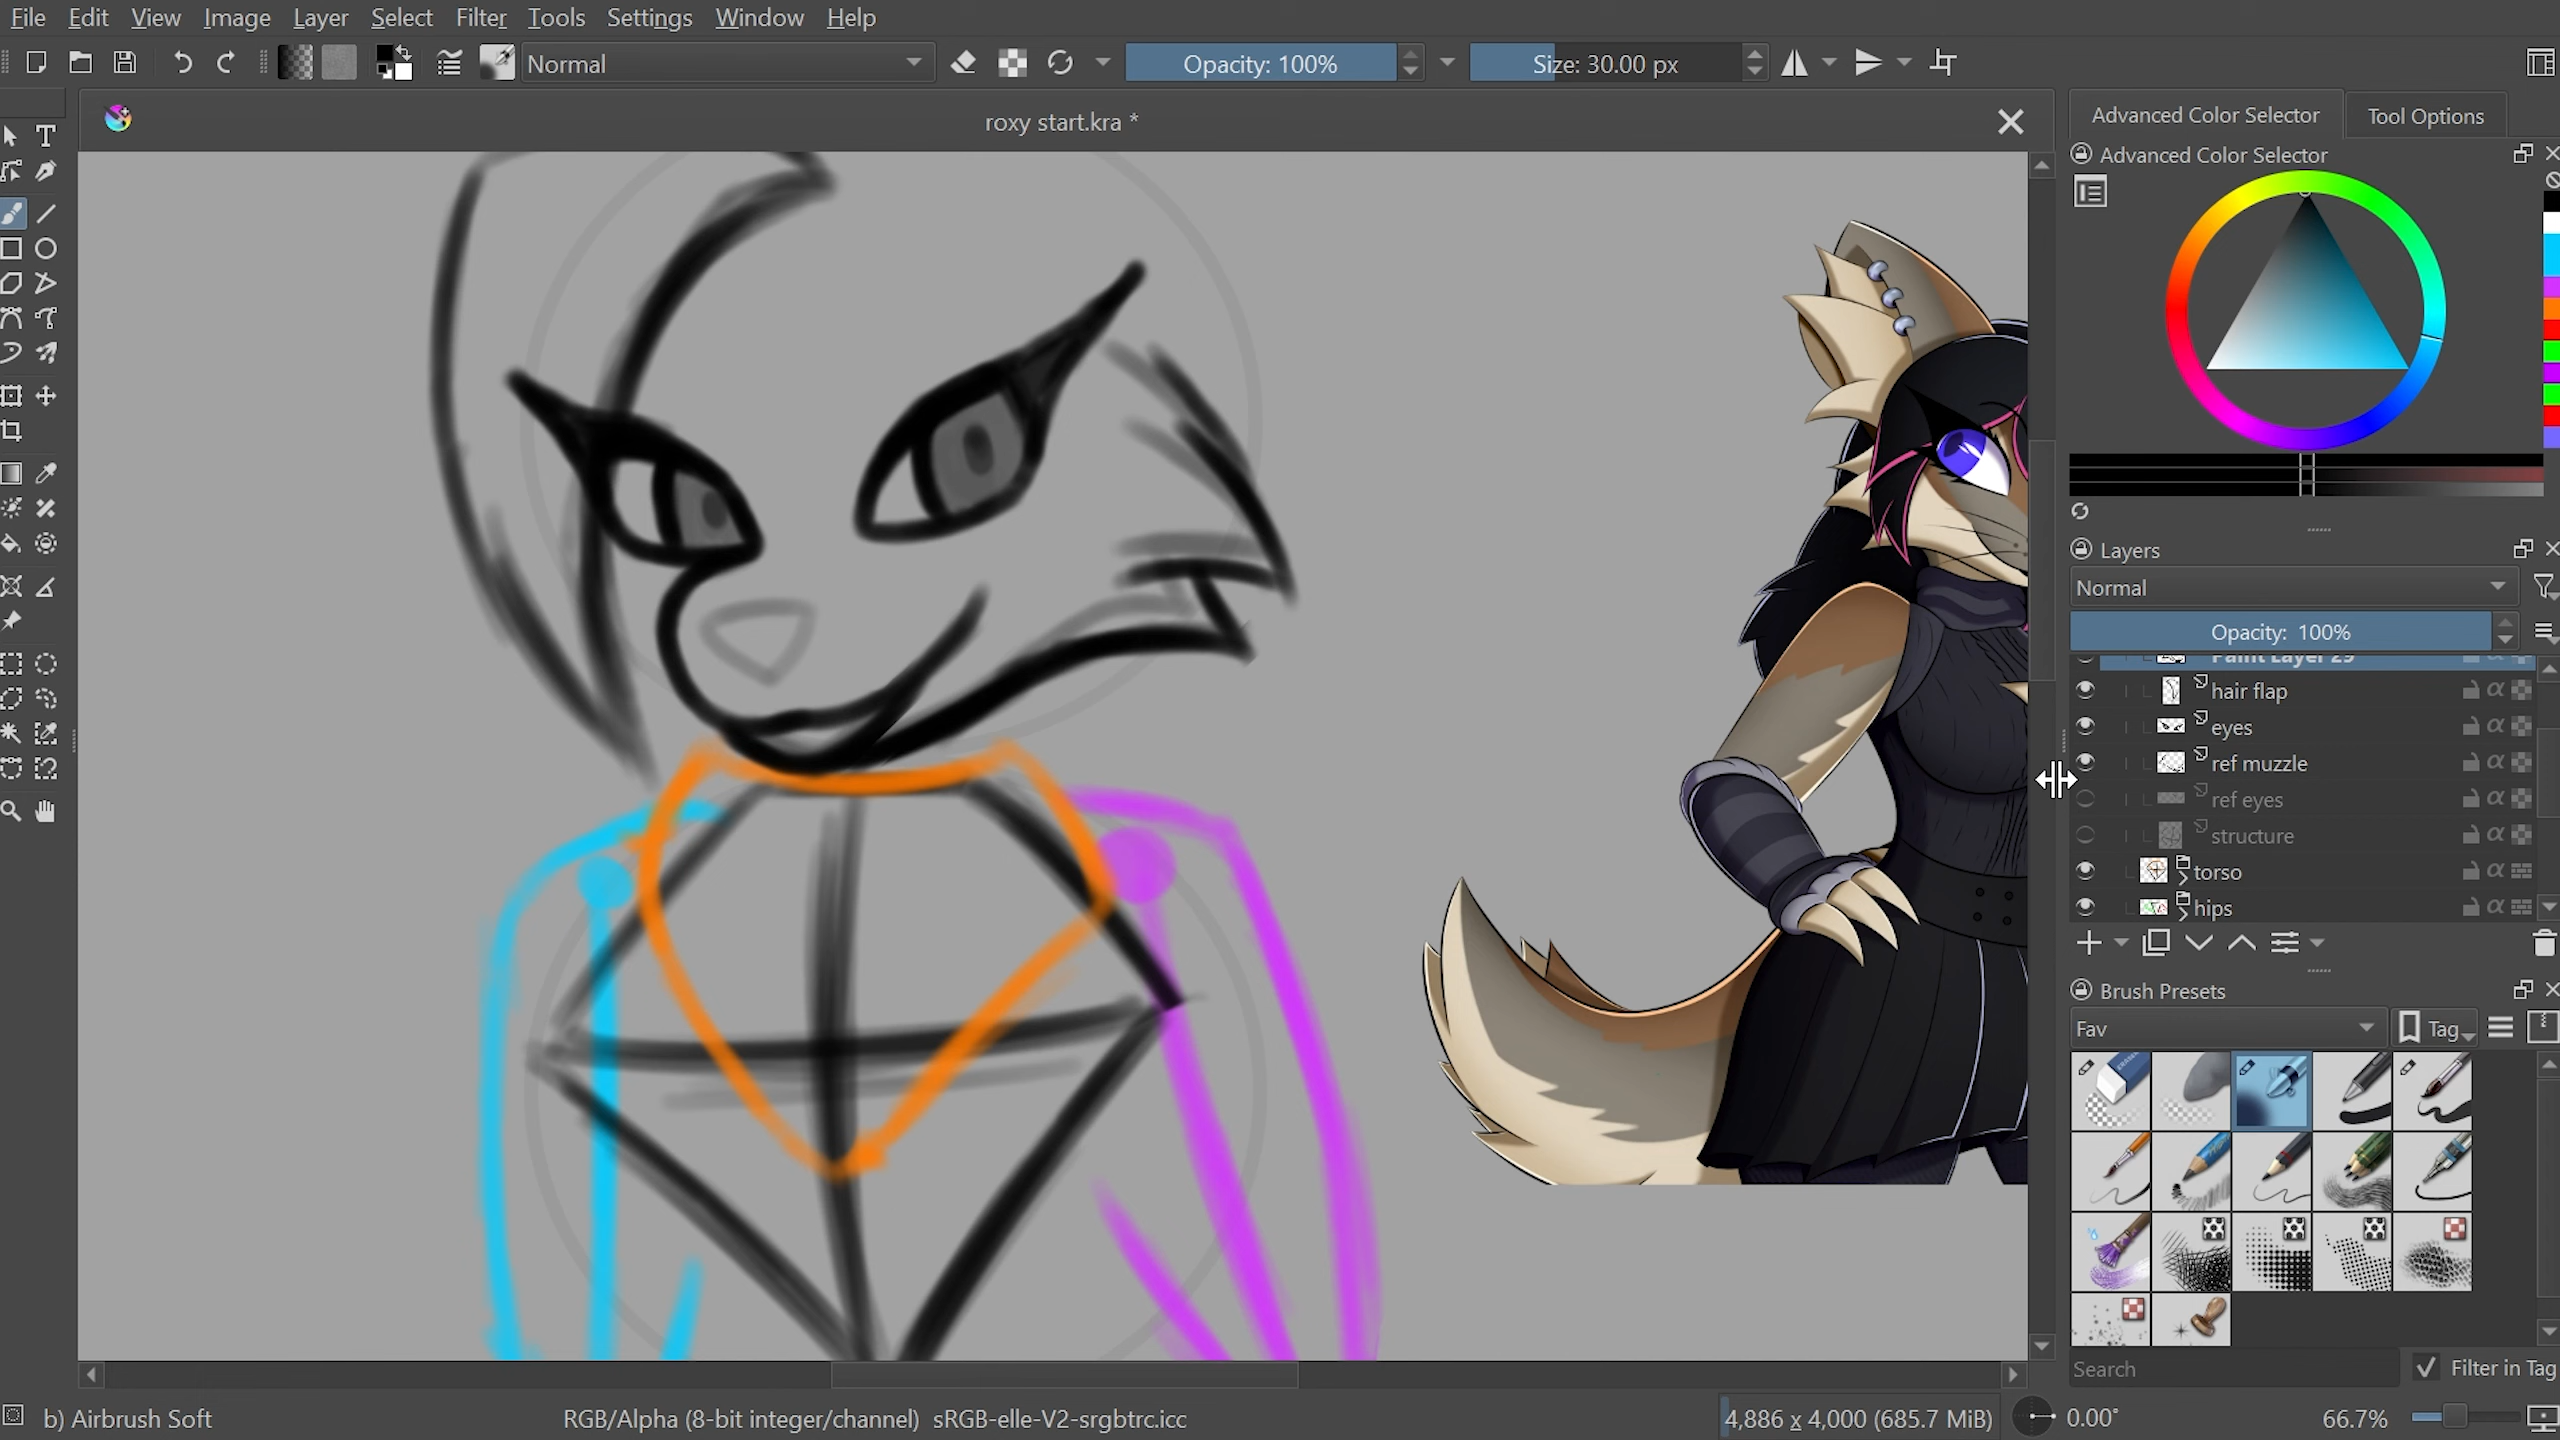 File Edit View Image Layer Select Filter Tools Settings Window Help
Normal Opacity: 100% Size: 30.00 px
roxy start.kra *
Advanced Color Selector Tool Options
Advanced Color Selector
Layers
Normal
Opacity: 100%
Paint Layer 29
hair flap
eyes
ref muzzle
ref eyes
structure
torso
hips
Brush Presets
Fav Tag
Search Filter in Tag
b) Airbrush Soft RGB/Alpha (8-bit integer/channel) sRGB-elle-V2-srgbtrc.icc 4,886 x 4,000 (685.7 MiB) 0.00° 66.7%